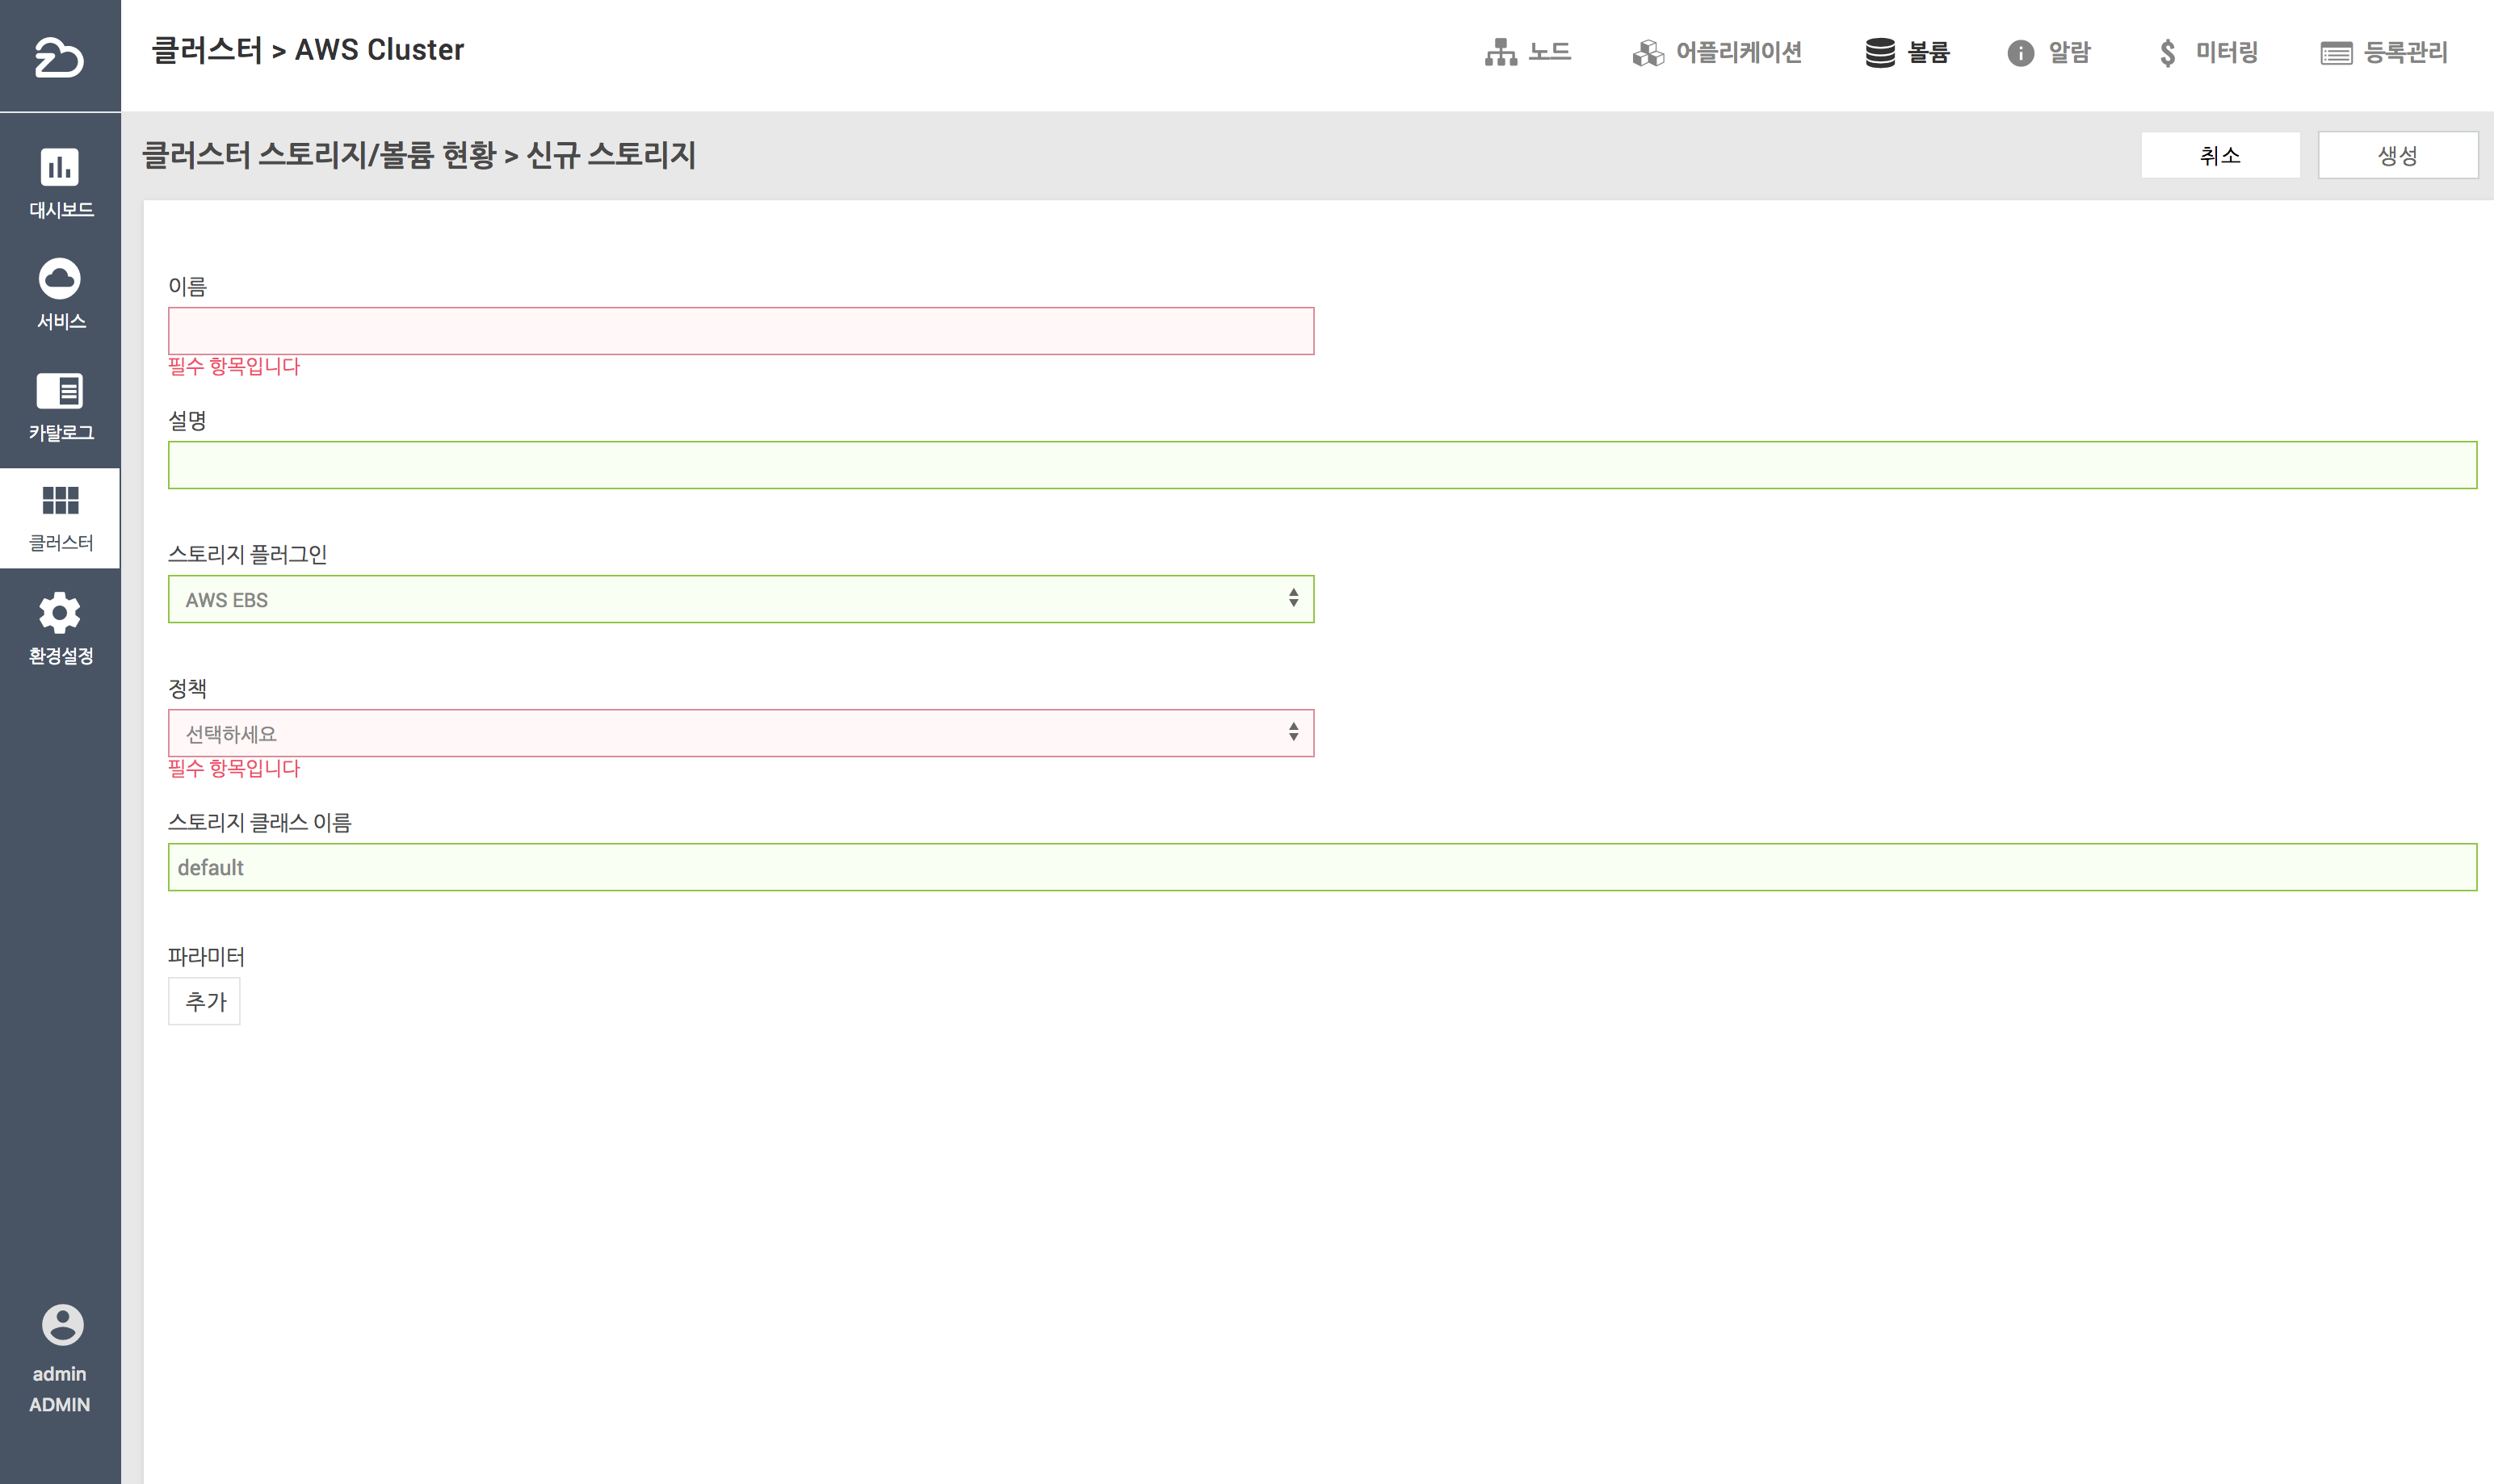 클러스터 > AWS Cluster
노드
어플리케이션
볼륨
알람
미터링
등록관리
클러스터 스토리지/볼륨 현황 > 신규 스토리지
취소
생성
대시보드
서비스
카탈로그
클러스터
환경설정
admin
ADMIN
이름
필수 항목입니다
설명
스토리지 플러그인
AWS EBS
정책
선택하세요
필수 항목입니다
스토리지 클래스 이름
default
파라미터
추가